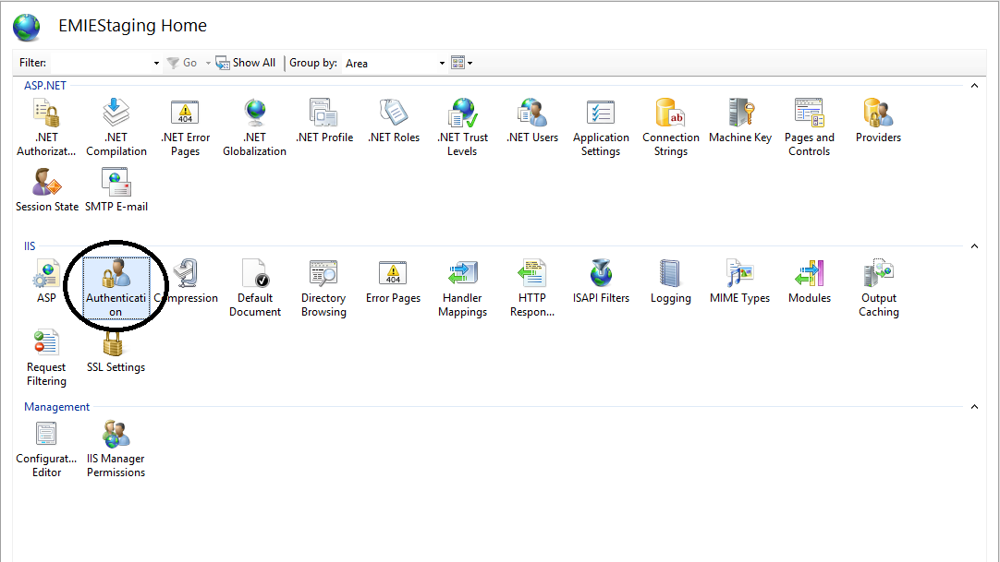 EMIEStaging Home
Filter: Go Show All Group by: Area
ASP.NET
.NET Authorizat...
.NET Compilation
.NET Error Pages
.NET Globalization
.NET Profile
.NET Roles
.NET Trust Levels
.NET Users
Application Settings
Connection Strings
Machine Key
Pages and Controls
Providers
Session State
SMTP E-mail
IIS
ASP
Authenticati
on
Compression
Default Document
Directory Browsing
Error Pages
Handler Mappings
HTTP Respon...
ISAPI Filters
Logging
MIME Types
Modules
Output Caching
Request Filtering
SSL Settings
Management
Configurat... Editor
IIS Manager Permissions